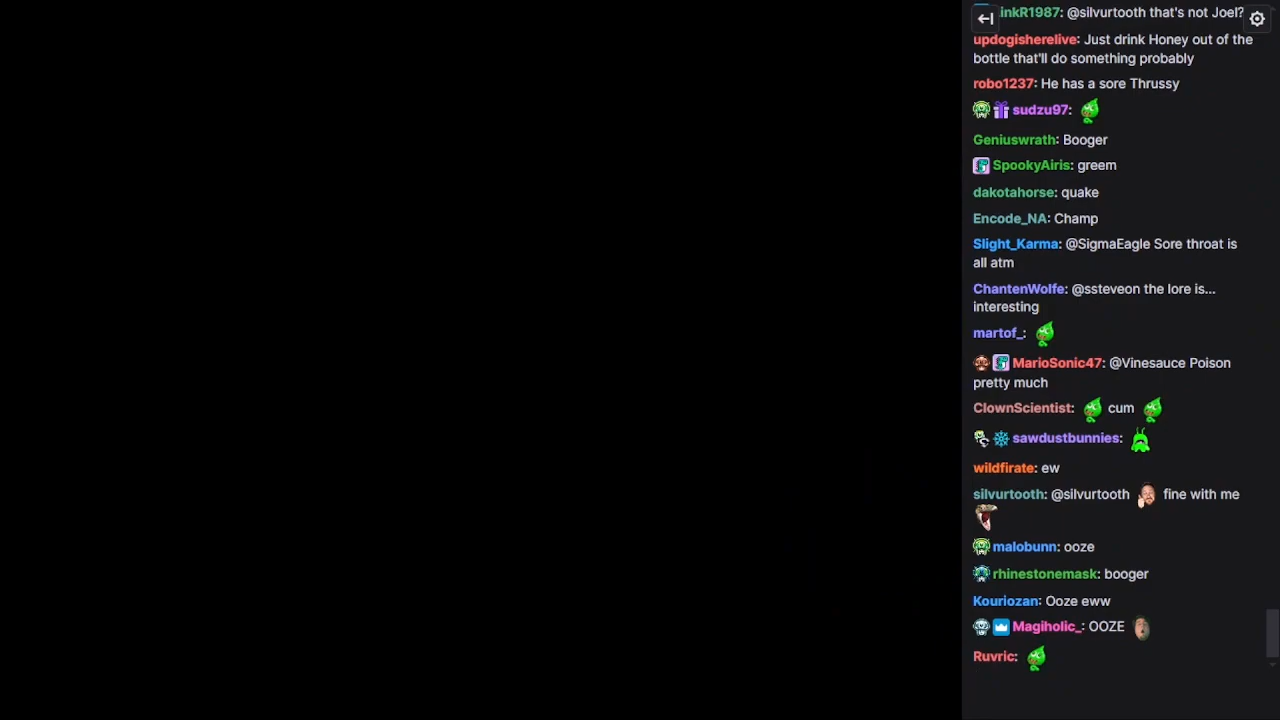 inkR1987: @silvurtooth that's not Joel?
updogisherelive: Just drink Honey out of the
bottle that'll do something probably
robo1237: He has a sore Thrussy
sudzu97:
Geniuswrath: Booger
SpookyAiris: greem
dakotahorse: quake
Encode_NA: Champ
Slight_Karma: @SigmaEagle Sore throat is
all atm
ChantenWolfe: @ssteveon the lore is...
interesting
martof_:
MarioSonic47: @Vinesauce Poison
pretty much
ClownScientist: cum
sawdustbunnies:
wildfirate: ew
silvurtooth: @silvurtooth fine with me
malobunn: ooze
rhinestonemask: booger
Kouriozan: Ooze eww
Magiholic_: OOZE
Ruvric: